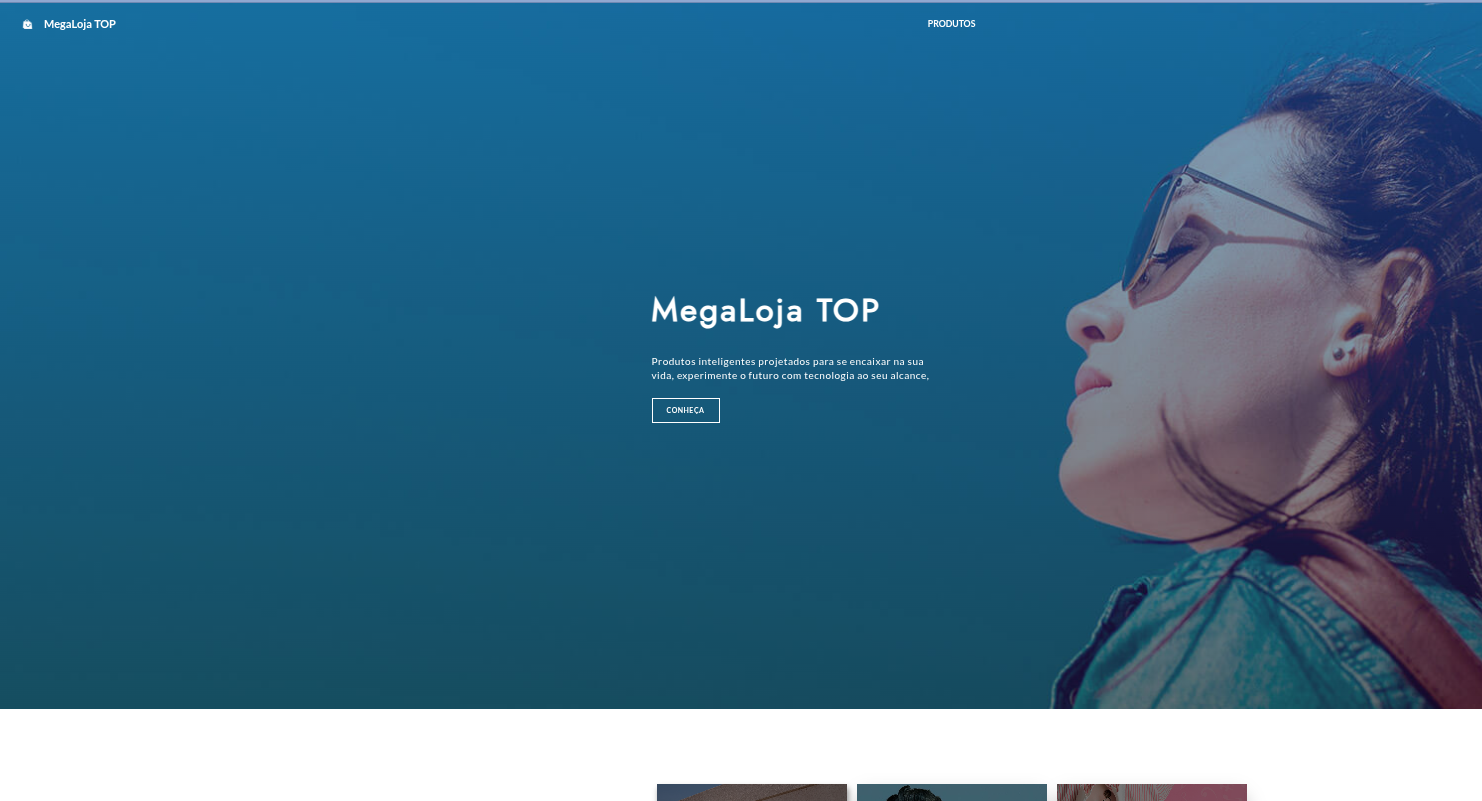 MegaLoja TOP
PRODUTOS
MegaLoja TOP
Produtos inteligentes projetados para se encaixar na sua
vida, experimente o futuro com tecnologia ao seu alcance,
CONHEÇA